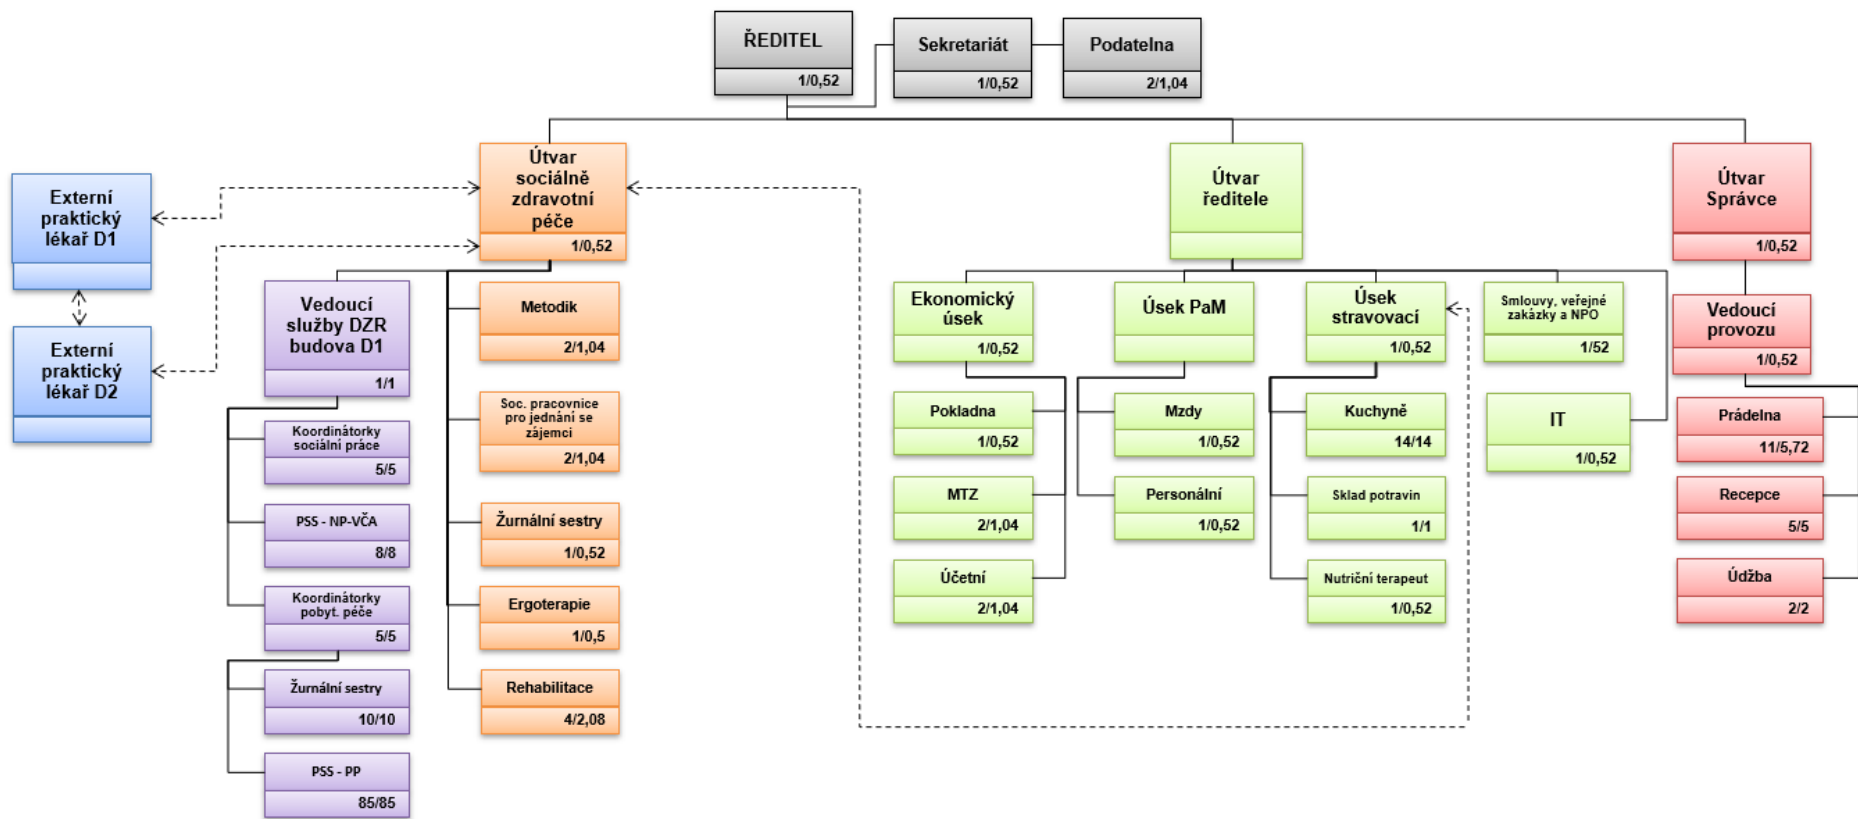 ŘEDITEL
1/0,52
Sekretariát
1/0,52
Podatelna
2/1,04
Externí
praktický
lékař D1
Externí
praktický
lékař D2
Útvar
sociálně
zdravotní
péče
1/0,52
Vedoucí
služby DZR
budova D1
1/1
Koordinátorky
sociální práce
5/5
PSS - NP-VČA
8/8
Koordinátorky
pobyt. péče
5/5
Žurnální sestry
10/10
PSS - PP
85/85
Metodik
2/1,04
Soc. pracovnice
pro jednání se
zájemci
2/1,04
Žurnální sestry
1/0,52
Ergoterapie
1/0,5
Rehabilitace
4/2,08
Útvar
ředitele
Ekonomický
úsek
1/0,52
Pokladna
1/0,52
MTZ
2/1,04
Účetní
2/1,04
Úsek PaM
Mzdy
1/0,52
Personální
1/0,52
Úsek
stravovací
1/0,52
Kuchyně
14/14
Sklad potravin
1/1
Nutriční terapeut
1/0,52
Smlouvy, veřejné
zakázky a NPO
1/52
IT
1/0,52
Útvar
Správce
1/0,52
Vedoucí
provozu
1/0,52
Prádelna
11/5,72
Recepce
5/5
Údžba
2/2